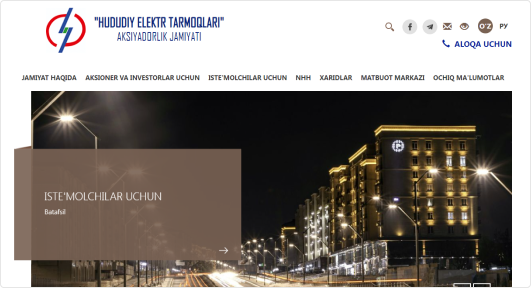 "HUDUDIY ELEKTR TARMOQLARI"
AKSIYADORLIK JAMIYATI
O'Z РУ
ALOQA UCHUN
JAMIYAT HAQIDA AKSIONER VA INVESTORLAR UCHUN ISTE'MOLCHILAR UCHUN NHH XARIDLAR MATBUOT MARKAZI OCHIQ MA'LUMOTLAR
ISTE'MOLCHILAR UCHUN
Batafsil